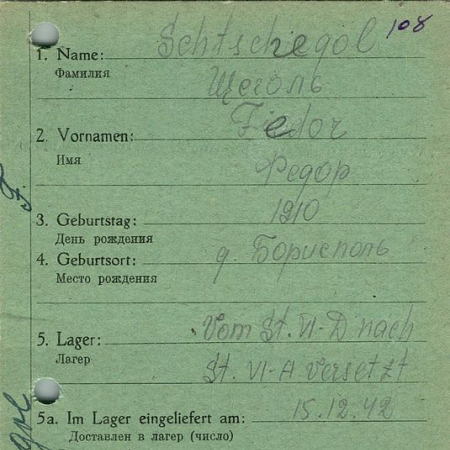 108
Schtschegol
1. Name:
Фамилия
Щеголь
Fedor
2. Vornamen:
Имя
Федор
1910
3. Geburtstag:
День рождения
д. Борисполь
4. Geburtsort:
Место рождения
Vom St. VI-D nach
5. Lager:
Лагер
St. VI-A versetzt
15.12.42
5a. Im Lager eingeliefert am:
Доставлен в лагер (число)